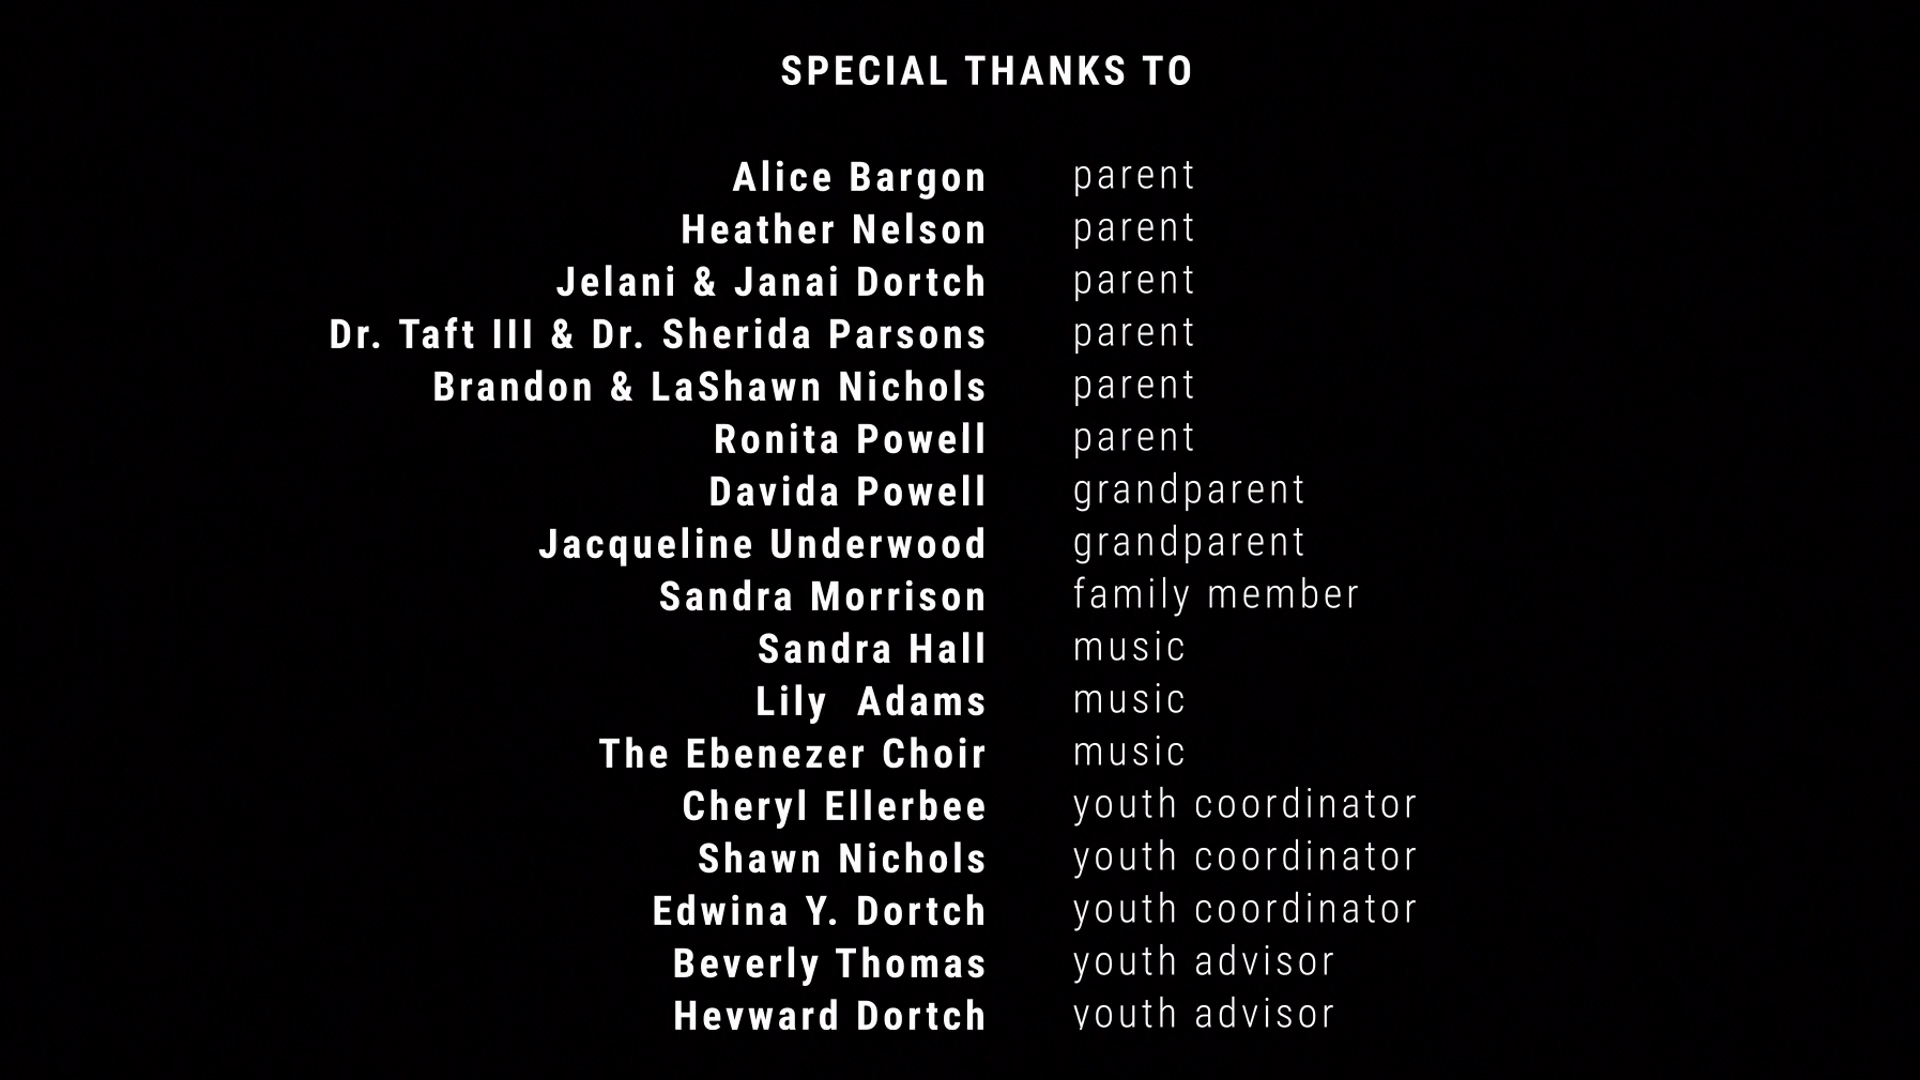 SPECIAL THANKS TO
Alice Bargon parent
Heather Nelson parent
Jelani & Janai Dortch parent
Dr. Taft III & Dr. Sherida Parsons parent
Brandon & LaShawn Nichols parent
Ronita Powell parent
Davida Powell grandparent
Jacqueline Underwood grandparent
Sandra Morrison family member
Sandra Hall music
Lily Adams music
The Ebenezer Choir music
Cheryl Ellerbee youth coordinator
Shawn Nichols youth coordinator
Edwina Y. Dortch youth coordinator
Beverly Thomas youth advisor
Heyward Dortch youth advisor